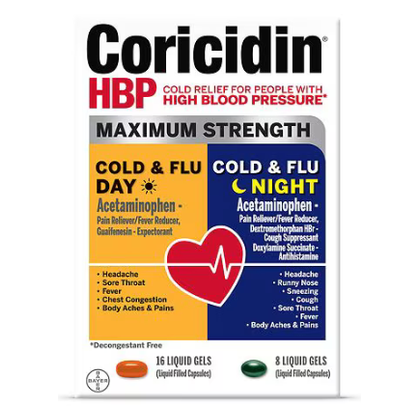 Coricidin®
HBP COLD RELIEF FOR PEOPLE WITH
HIGH BLOOD PRESSURE*
MAXIMUM STRENGTH
COLD & FLU
DAY
Acetaminophen -
Pain Reliever/Fever Reducer,
Guaifenesin - Expectorant
• Headache
• Sore Throat
• Fever
• Chest Congestion
• Body Aches & Pains
COLD & FLU
NIGHT
Acetaminophen -
Pain Reliever/Fever Reducer,
Dextromethorphan HBr -
Cough Suppressant
Doxylamine Succinate -
Antihistamine
• Headache
• Runny Nose
• Sneezing
• Cough
• Sore Throat
• Fever
• Body Aches & Pains
*Decongestant Free
BAYER
16 LIQUID GELS
(Liquid Filled Capsules)
8 LIQUID GELS
(Liquid Filled Capsules)